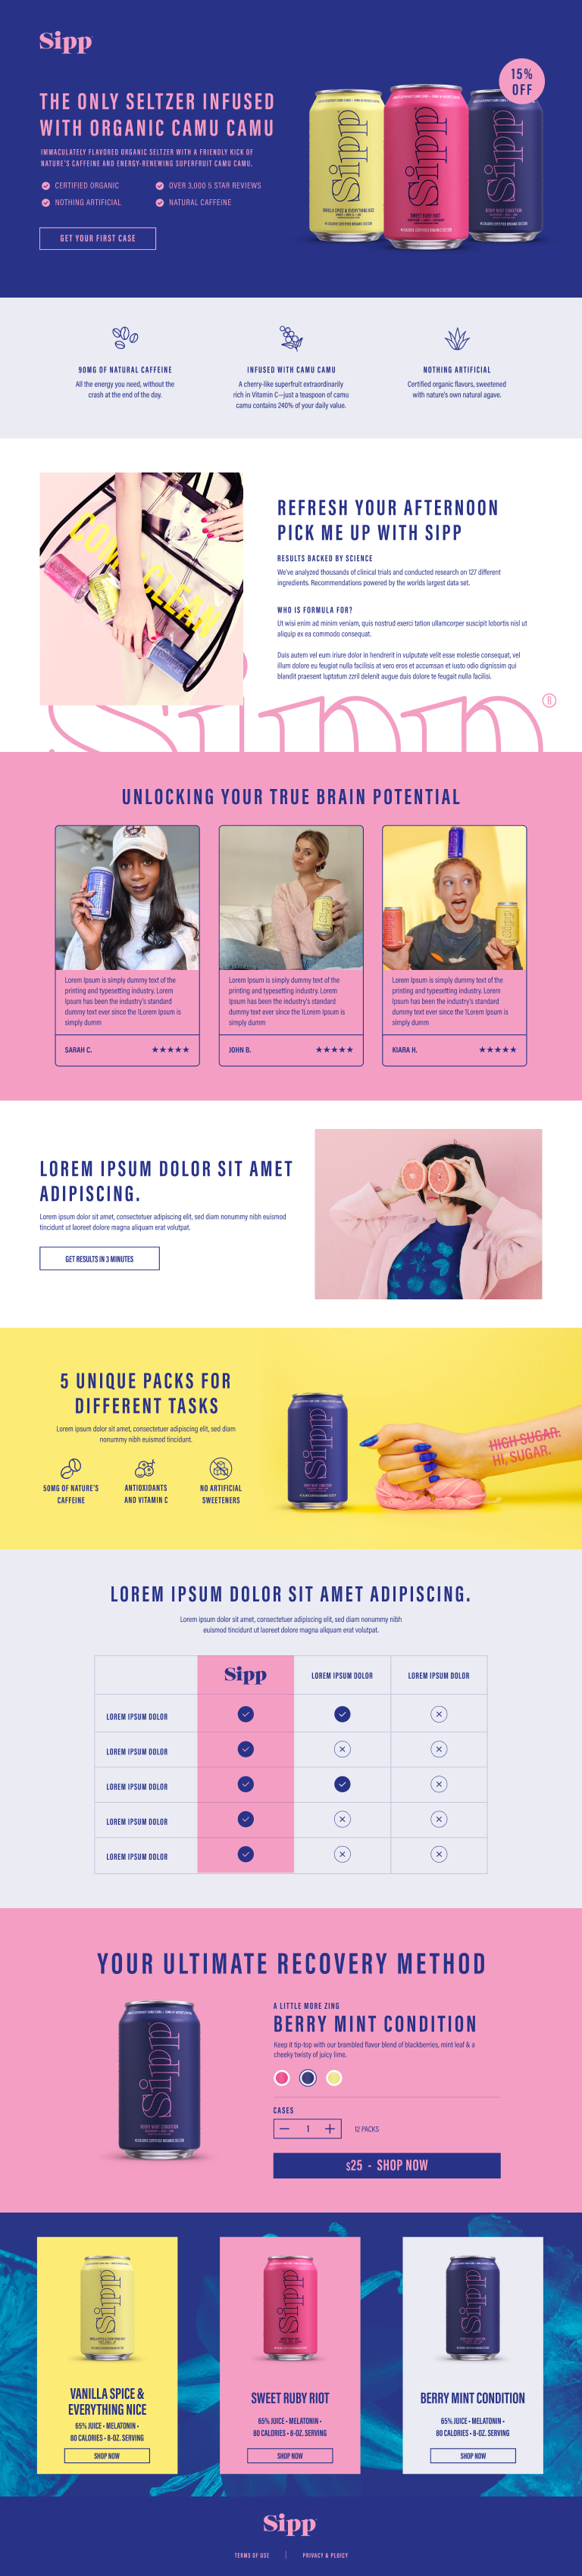 Sipp
15%
OFF
THE ONLY SELTZER INFUSED
WITH ORGANIC CAMU CAMU
IMMACULATELY FLAVORED ORGANIC SELTZER WITH A FRIENDLY KICK OF
NATURE'S CAFFEINE AND ENERGY-RENEWING SUPERFRUIT CAMU CAMU.
CERTIFIED ORGANIC
OVER 3,000 5 STAR REVIEWS
NOTHING ARTIFICIAL
NATURAL CAFFEINE
GET YOUR FIRST CASE
Sipp
Sipp
Sipp
90MG OF NATURAL CAFFEINE
All the energy you need, without the
crash at the end of the day.
INFUSED WITH CAMU CAMU
A cherry-like superfruit extraordinarily
rich in Vitamin C—just a teaspoon of camu
camu contains 240% of your daily value.
NOTHING ARTIFICIAL
Certified organic flavors, sweetened
with nature's own natural agave.
COME CLEAN
REFRESH YOUR AFTERNOON
PICK ME UP WITH SIPP
RESULTS BACKED BY SCIENCE
We've analyzed thousands of clinical trials and conducted research on 127 different
ingredients. Recommendations powered by the worlds largest data set.
WHO IS FORMULA FOR?
Ut wisi enim ad minim veniam, quis nostrud exerci tation ullamcorper suscipit lobortis nisl ut
aliquip ex ea commodo consequat.
Duis autem vel eum iriure dolor in hendrerit in vulputate velit esse molestie consequat, vel
illum dolore eu feugiat nulla facilisis at vero eros et accumsan et iusto odio dignissim qui
blandit praesent luptatum zzril delenit augue duis dolore te feugait nulla facilisi.
Sipp
®
UNLOCKING YOUR TRUE BRAIN POTENTIAL
Lorem Ipsum is simply dummy text of the
printing and typesetting industry. Lorem
Ipsum has been the industry's standard
dummy text ever since the 1Lorem Ipsum is
simply dumm
SARAH C.
★★★★★
Lorem Ipsum is simply dummy text of the
printing and typesetting industry. Lorem
Ipsum has been the industry's standard
dummy text ever since the 1Lorem Ipsum is
simply dumm
JOHN B.
★★★★★
Lorem Ipsum is simply dummy text of the
printing and typesetting industry. Lorem
Ipsum has been the industry's standard
dummy text ever since the 1Lorem Ipsum is
simply dumm
KIARA H.
★★★★★
LOREM IPSUM DOLOR SIT AMET
ADIPISCING.
Lorem ipsum dolor sit amet, consectetuer adipiscing elit, sed diam nonummy nibh euismod
tincidunt ut laoreet dolore magna aliquam erat volutpat.
GET RESULTS IN 3 MINUTES
5 UNIQUE PACKS FOR
DIFFERENT TASKS
Lorem ipsum dolor sit amet, consectetuer adipiscing elit, sed diam
nonummy nibh euismod tincidunt.
50MG OF NATURE'S
CAFFEINE
ANTIOXIDANTS
AND VITAMIN C
NO ARTIFICIAL
SWEETENERS
Sipp
HIGH SUGAR.
HI, SUGAR.
LOREM IPSUM DOLOR SIT AMET ADIPISCING.
Lorem ipsum dolor sit amet, consectetuer adipiscing elit, sed diam nonummy nibh
euismod tincidunt ut laoreet dolore magna aliquam erat volutpat.
Sipp
LOREM IPSUM DOLOR
LOREM IPSUM DOLOR
LOREM IPSUM DOLOR
LOREM IPSUM DOLOR
LOREM IPSUM DOLOR
LOREM IPSUM DOLOR
LOREM IPSUM DOLOR
YOUR ULTIMATE RECOVERY METHOD
Sipp
A LITTLE MORE ZING
BERRY MINT CONDITION
Keep it tip-top with our brambled flavor blend of blackberries, mint leaf & a
cheeky twisty of juicy lime.
CASES
1
12 PACKS
$25 - SHOP NOW
Sipp
VANILLA SPICE &
EVERYTHING NICE
65% JUICE • MELATONIN •
80 CALORIES • 8-OZ. SERVING
SHOP NOW
Sipp
SWEET RUBY RIOT
65% JUICE • MELATONIN •
80 CALORIES • 8-OZ. SERVING
SHOP NOW
Sipp
BERRY MINT CONDITION
65% JUICE • MELATONIN •
80 CALORIES • 8-OZ. SERVING
SHOP NOW
Sipp
TERMS OF USE
PRIVACY & PLOICY